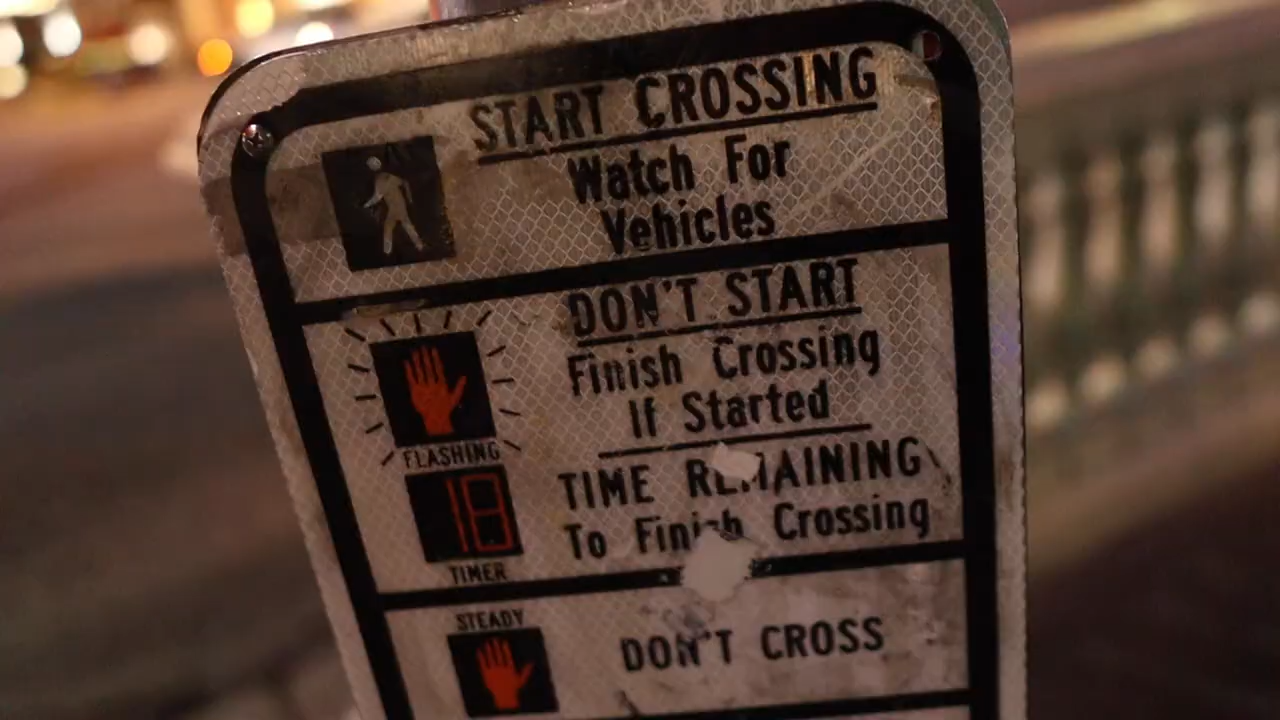 START CROSSING
Watch For
Vehicles
DON'T START
Finish Crossing
If Started
FLASHING
TIME REMAINING
18
To Finish Crossing
TIMER
STEADY
DON'T CROSS